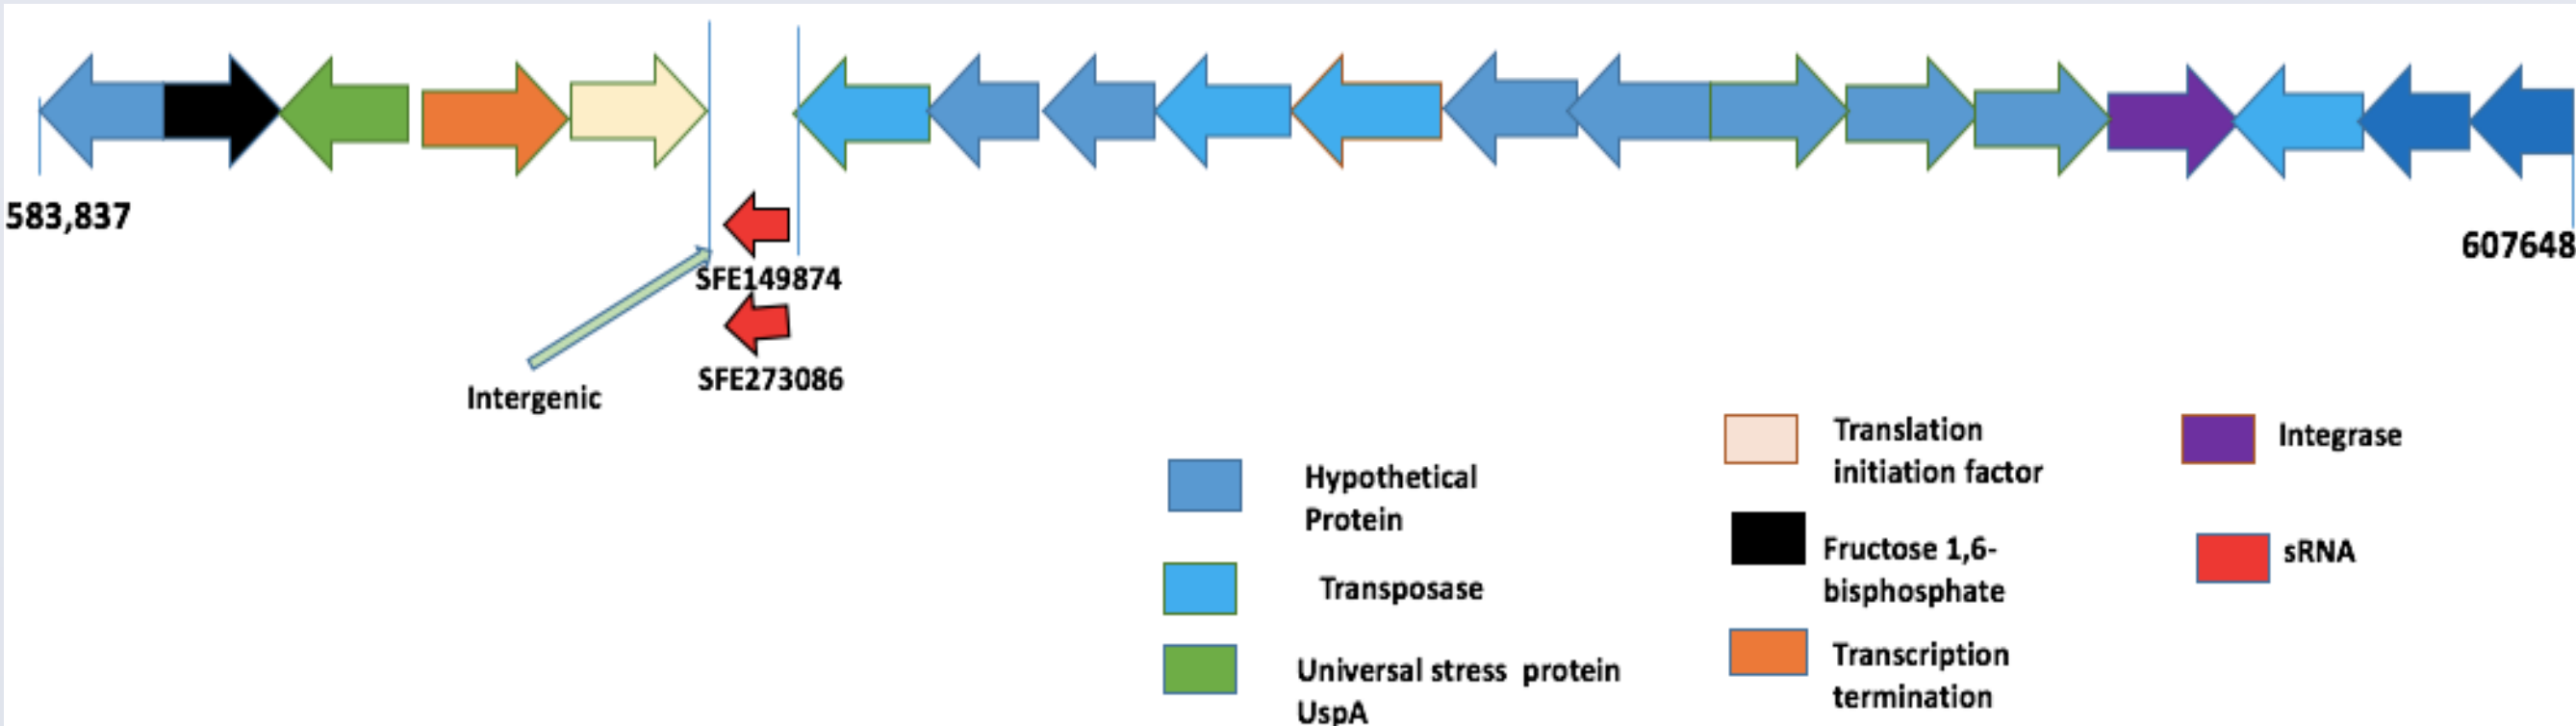 583,837
607648
SFE149874
SFE273086
Intergenic
Hypothetical
Protein
Transposase
Universal stress protein
UspA
Translation
initiation factor
Fructose 1,6-
bisphosphate
Transcription
termination
Integrase
sRNA